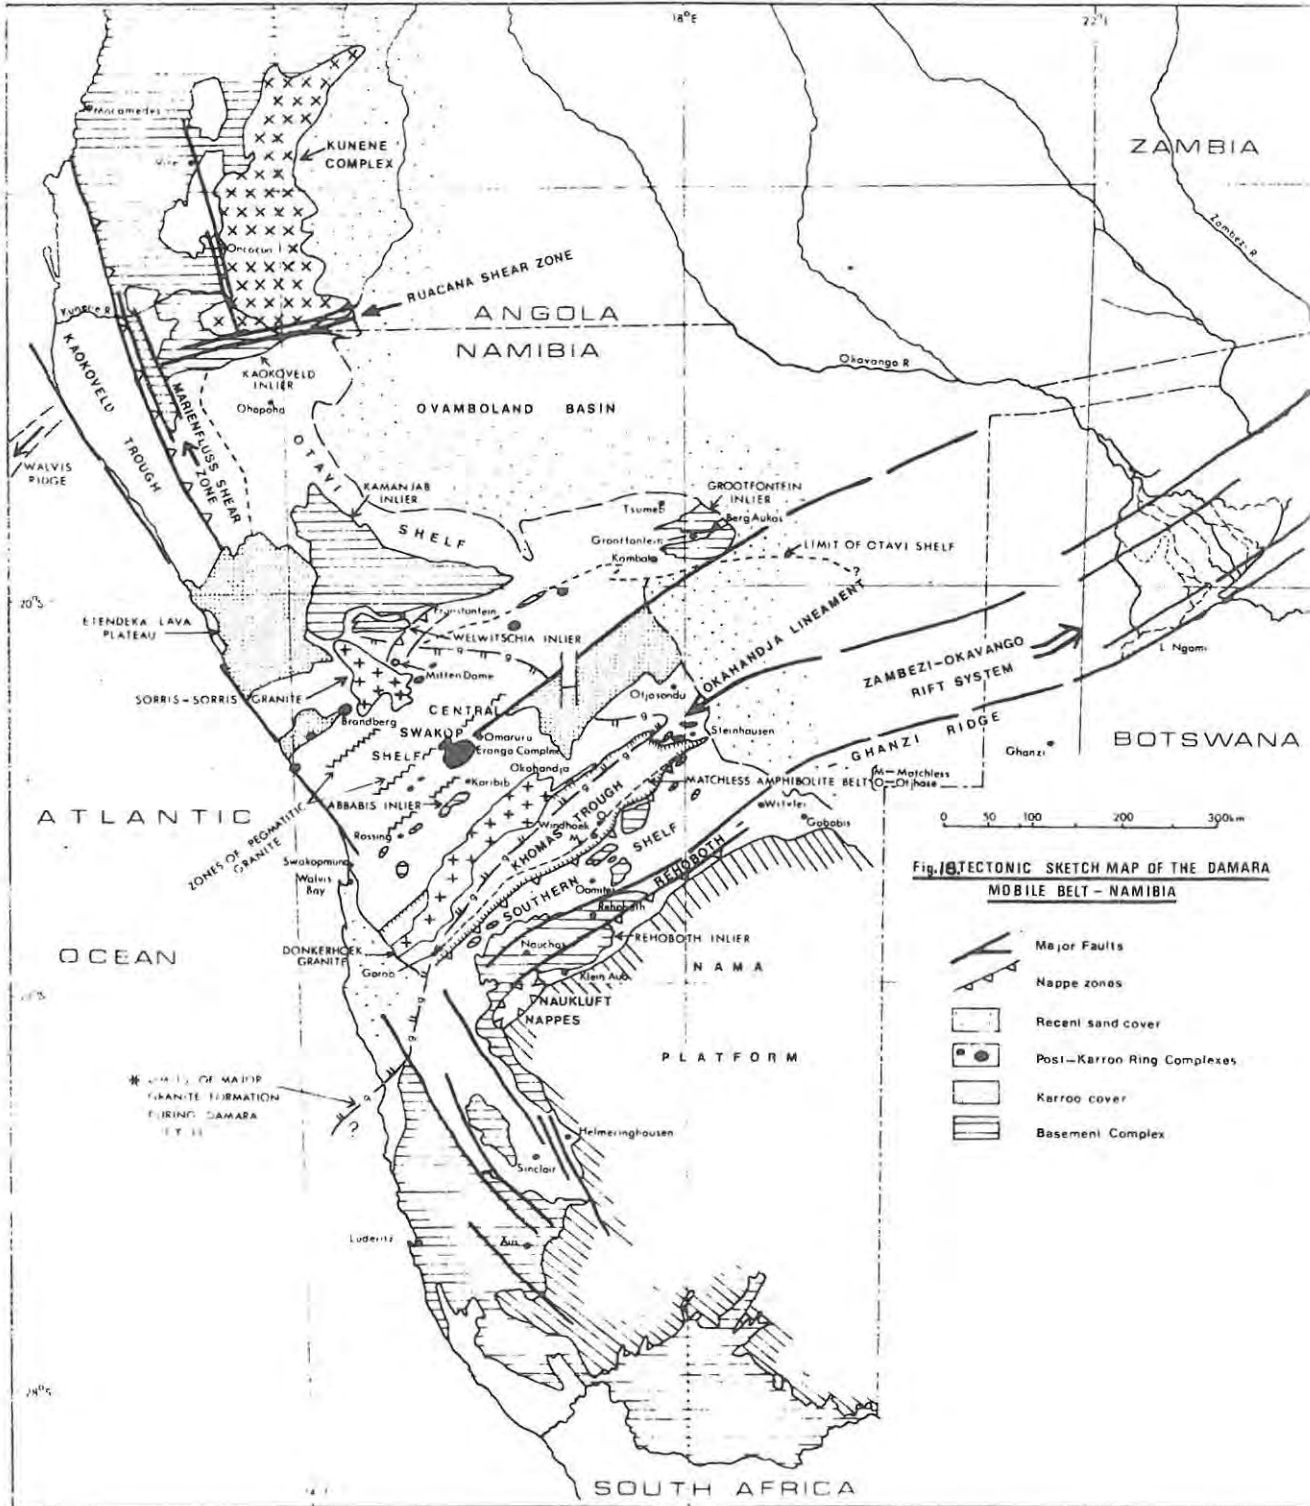 18°E
22°E
Mocamedes
KUNENE
COMPLEX
ZAMBIA
Zambezi R
Oncocua
RUACANA SHEAR ZONE
Kunene R
ANGOLA
NAMIBIA
Okavango R
KAOKOVELD
TROUGH
KAOKOVELD
INLIER
Ohopoho
MARIENFLUSS SHEAR
ZONE
OVAMBOLAND BASIN
WALVIS
RIDGE
OTAVI
SHELF
KAMANJAB
INLIER
GROOTFONTEIN
INLIER
Tsumeb
Berg Aukas
Grootfontein
Kombat
LIMIT OF OTAVI SHELF
?
20°S
Fransfontein
ETENDEKA LAVA
PLATEAU
WELWITSCHIA INLIER
OKAHANDJA LINEAMENT
ZAMBEZI-OKAVANGO
RIFT SYSTEM
L Ngami
Mitten Dome
Otjosondu
SORRIS-SORRIS GRANITE
CENTRAL
Brandberg
SWAKOP
SHELF
Omaruru
Steinhausen
GHANZI RIDGE
Ghanzi
BOTSWANA
Okahandja
Karibib
MATCHLESS AMPHIBOLITE BELT
M-Matchless
O-Otjihase
ABBABIS INLIER
KHOMAS TROUGH
Witvlei
Gobabis
ATLANTIC
OCEAN
Windhoek
M
Rossing
ZONES OF PEGMATITIC
GRANITE
SOUTHERN
SHELF
REHOBOTH
0 50 100 200 300km
Fig.18.TECTONIC SKETCH MAP OF THE DAMARA
MOBILE BELT - NAMIBIA
Swakopmund
Walvis
Bay
Rehoboth
Nauchas
REHOBOTH INLIER
DONKERHOEK
GRANITE
Gorob
Klein Aub
NAMA
PLATFORM
NAUKLUFT
NAPPES
Major Faults
Nappe zones
Recent sand cover
Post-Karroo Ring Complexes
Karroo cover
Basement Complex
OF MAJOR
GRANITE FORMATION
DURING DAMARA
?
Helmeringhausen
Sinclair
Luderitz
Aus
28°S
SOUTH AFRICA